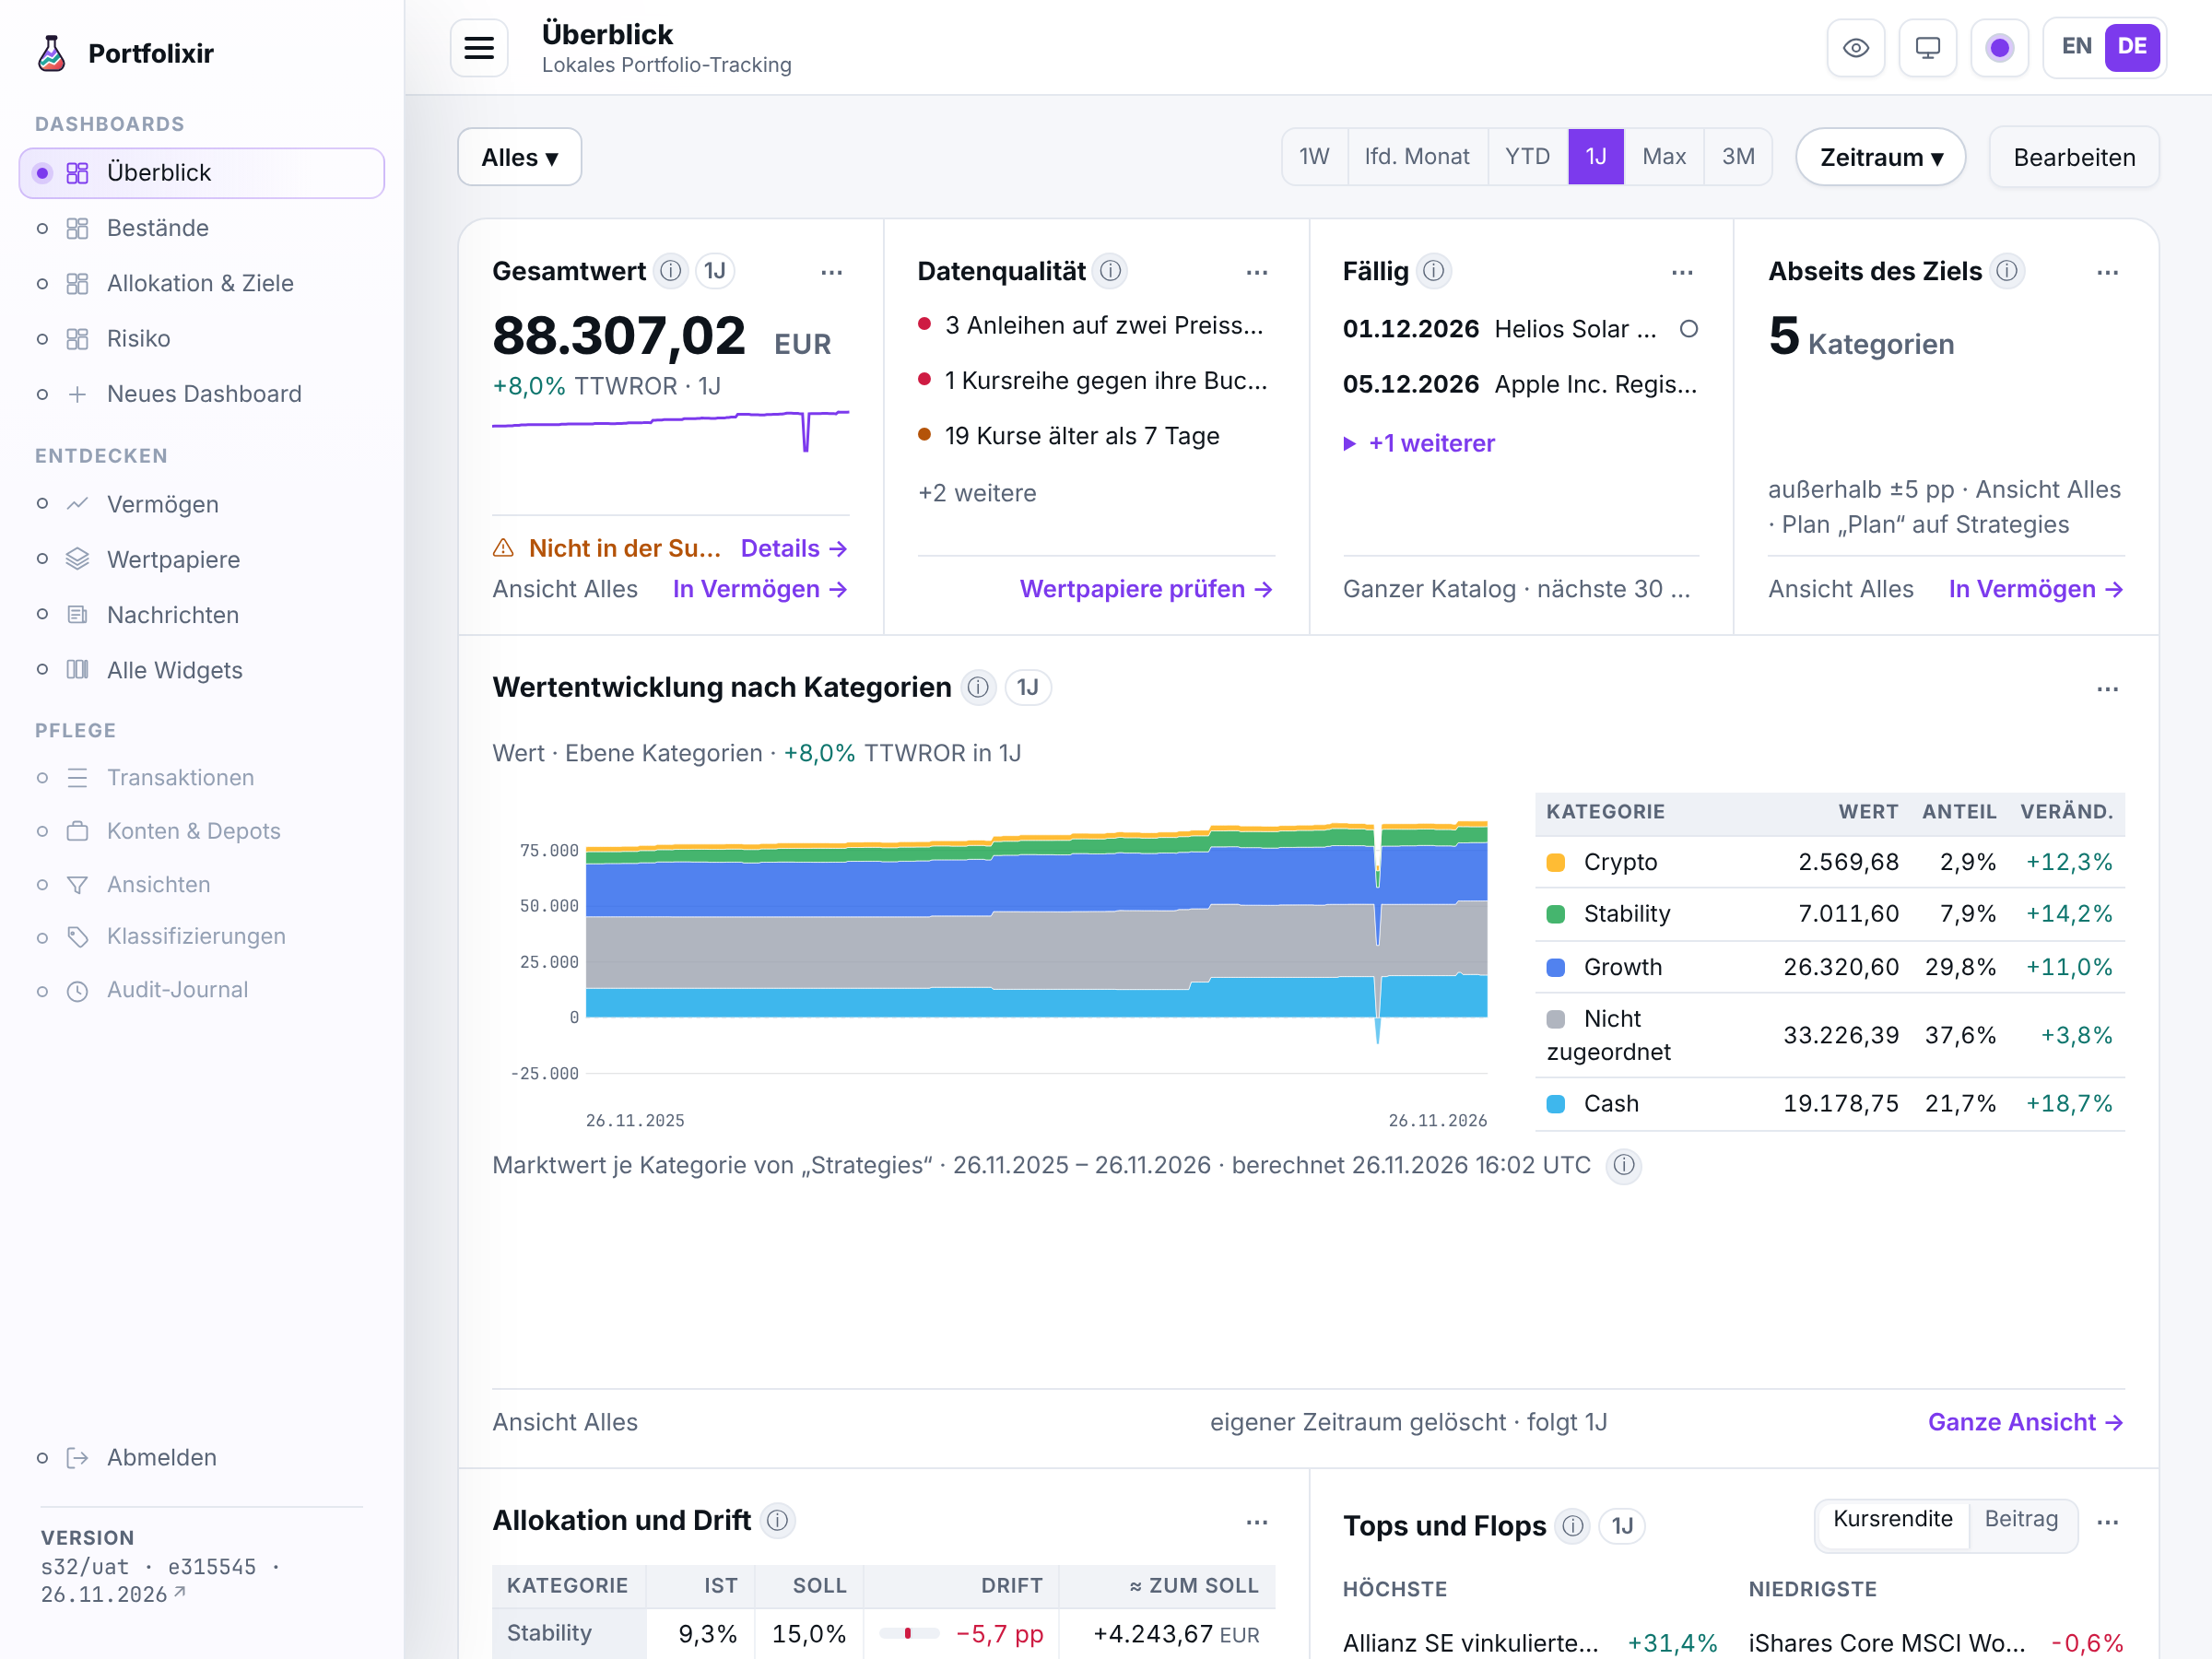 Portfolixir
DASHBOARDS
Überblick
Bestände
Allokation & Ziele
Risiko
Neues Dashboard
ENTDECKEN
Vermögen
Wertpapiere
Nachrichten
Alle Widgets
PFLEGE
Transaktionen
Konten & Depots
Ansichten
Klassifizierungen
Audit-Journal
Abmelden
VERSION
s32/uat · e315545 ·
26.11.2026↗
Überblick
Lokales Portfolio-Tracking
EN DE
Alles ▾
1W lfd. Monat YTD 1J Max 3M
Zeitraum ▾
Bearbeiten
Gesamtwert ⓘ 1J …
88.307,02 EUR
+8,0% TTWROR · 1J
Nicht in der Su… Details →
Ansicht Alles In Vermögen →
Datenqualität ⓘ …
3 Anleihen auf zwei Preiss…
1 Kursreihe gegen ihre Buc…
19 Kurse älter als 7 Tage
+2 weitere
Wertpapiere prüfen →
Fällig ⓘ …
01.12.2026 Helios Solar …
05.12.2026 Apple Inc. Regis…
▶ +1 weiterer
Ganzer Katalog · nächste 30 …
Abseits des Ziels ⓘ …
5 Kategorien
außerhalb ±5 pp · Ansicht Alles
· Plan „Plan“ auf Strategies
Ansicht Alles In Vermögen →
Wertentwicklung nach Kategorien ⓘ 1J …
Wert · Ebene Kategorien · +8,0% TTWROR in 1J
75.000
50.000
25.000
0
-25.000
26.11.2025 26.11.2026
KATEGORIE WERT ANTEIL VERÄND.
Crypto 2.569,68 2,9% +12,3%
Stability 7.011,60 7,9% +14,2%
Growth 26.320,60 29,8% +11,0%
Nicht
zugeordnet 33.226,39 37,6% +3,8%
Cash 19.178,75 21,7% +18,7%
Marktwert je Kategorie von „Strategies“ · 26.11.2025 – 26.11.2026 · berechnet 26.11.2026 16:02 UTC ⓘ
Ansicht Alles eigener Zeitraum gelöscht · folgt 1J Ganze Ansicht →
Allokation und Drift ⓘ …
KATEGORIE IST SOLL DRIFT ≈ ZUM SOLL
Stability 9,3% 15,0% −5,7 pp +4.243,67 EUR
Tops und Flops ⓘ 1J Kursrendite Beitrag …
HÖCHSTE NIEDRIGSTE
Allianz SE vinkulierte… +31,4% iShares Core MSCI Wo… -0,6%